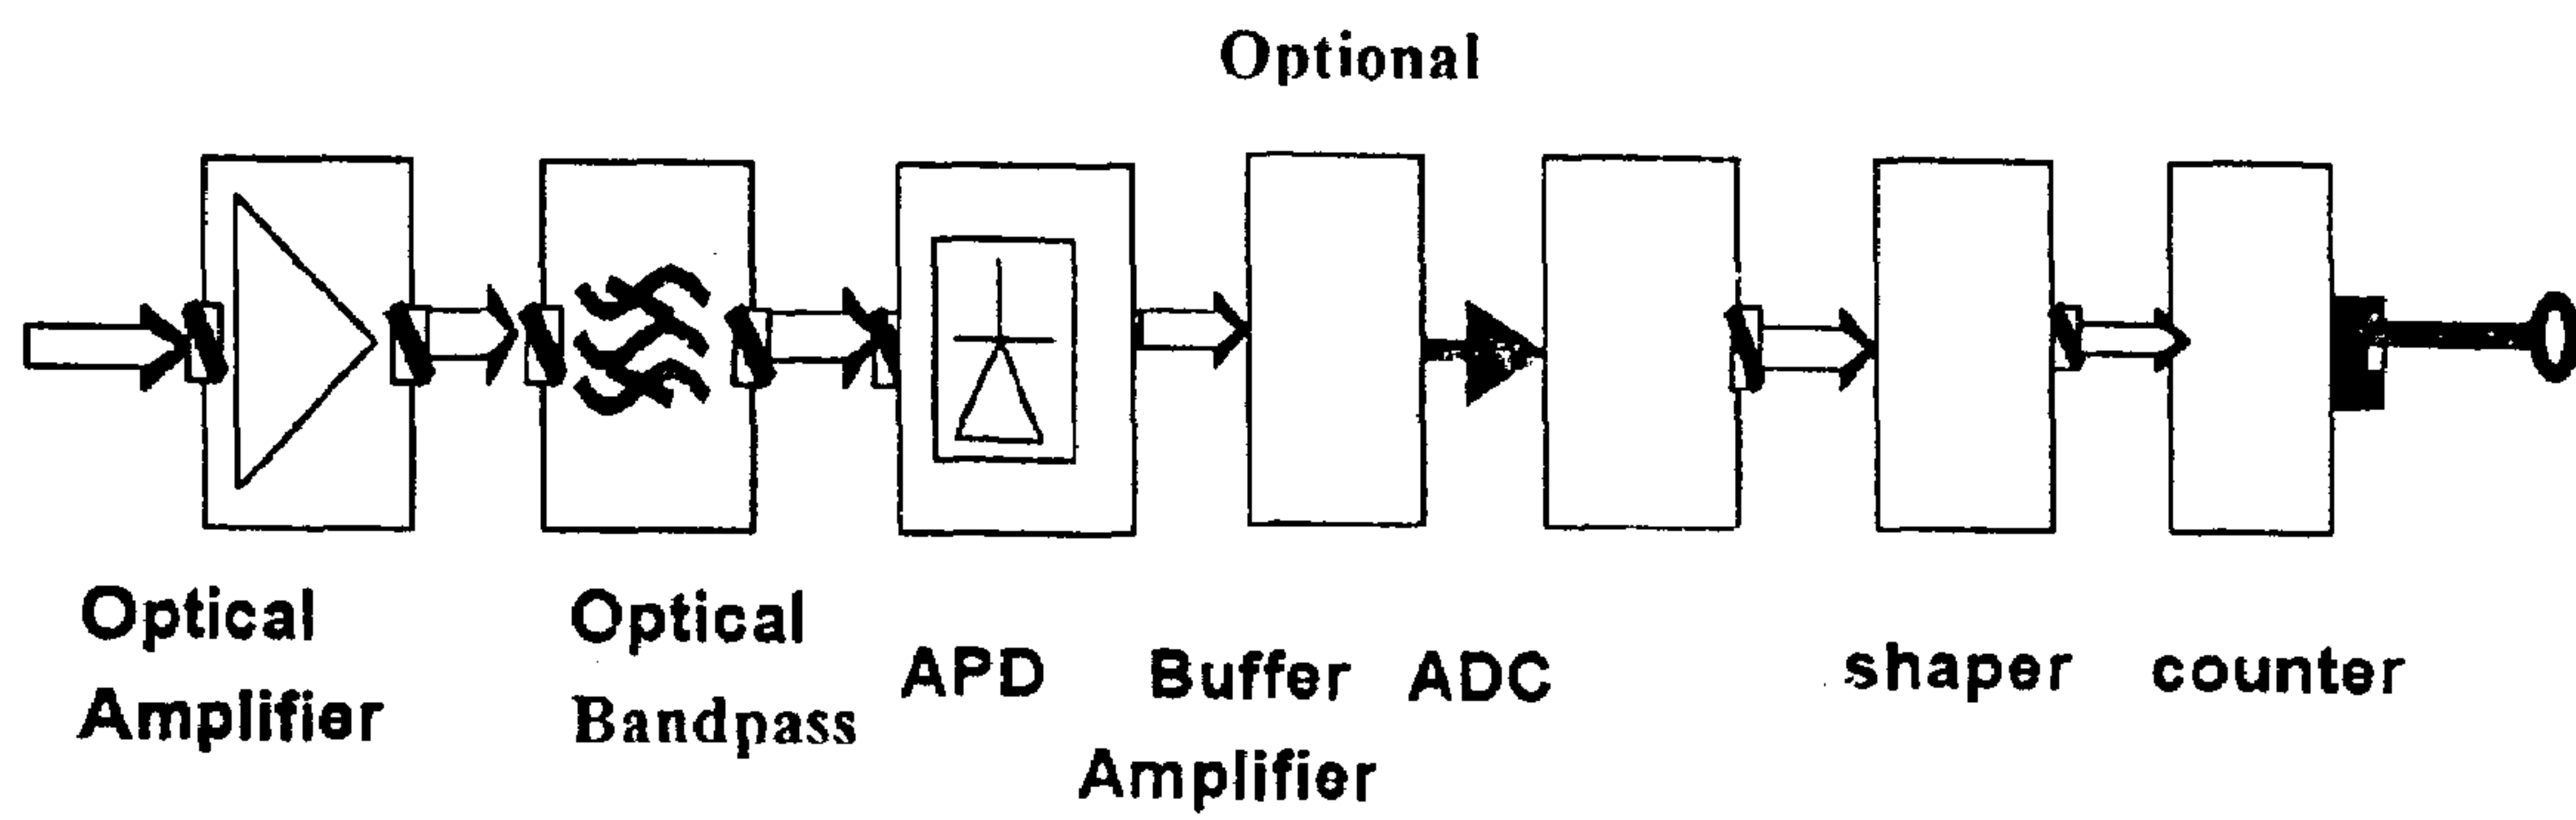 Optional
Optical
Amplifier
Optical
Bandpass
APD
Buffer
Amplifier
ADC
shaper
counter